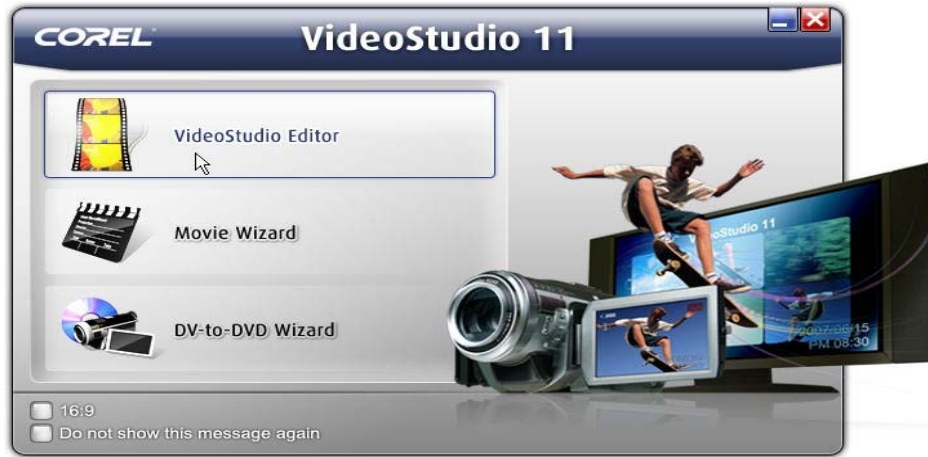 COREL
VideoStudio 11
VideoStudio Editor
Movie Wizard
DV-to-DVD Wizard
VideoStudio 11
2007/06/15
PM 08:30
16:9
Do not show this message again